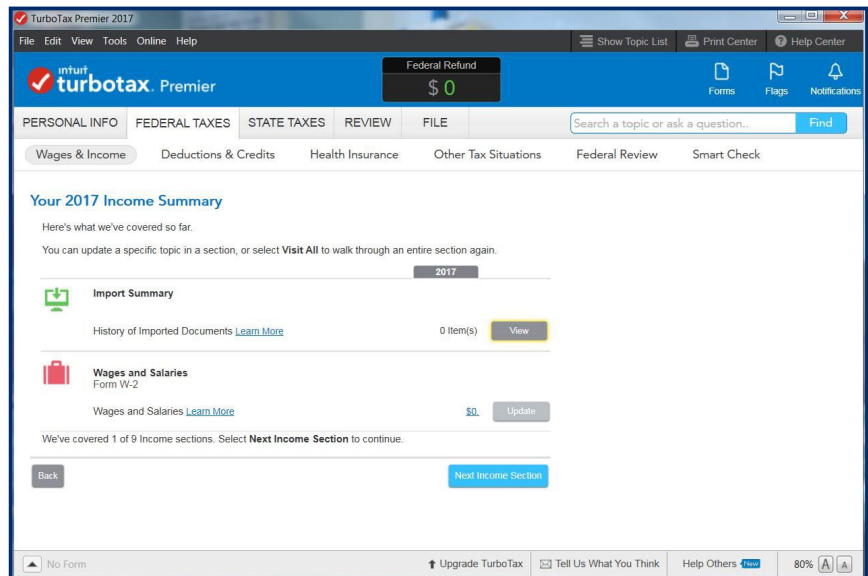 TurboTax Premier 2017
File Edit View Tools Online Help
Show Topic List
Print Center
Help Center
intuit
turbotax. Premier
Federal Refund
$ 0
Forms
Flags
Notifications
PERSONAL INFO
FEDERAL TAXES
STATE TAXES
REVIEW
FILE
Search a topic or ask a question..
Find
Wages & Income
Deductions & Credits
Health Insurance
Other Tax Situations
Federal Review
Smart Check
Your 2017 Income Summary
Here's what we've covered so far.
You can update a specific topic in a section, or select Visit All to walk through an entire section again.
2017
Import Summary
History of Imported Documents Learn More
0 Item(s)
View
Wages and Salaries
Form W-2
Wages and Salaries Learn More
$0.
Update
We've covered 1 of 9 Income sections. Select Next Income Section to continue.
Back
Next Income Section
No Form
Upgrade TurboTax
Tell Us What You Think
Help Others New
80% A A